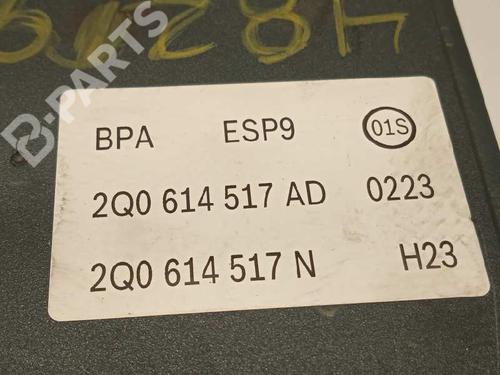 B-PARTS
BPA ESP9 01S
2Q0 614 517 AD 0223
2Q0 614 517 N H23